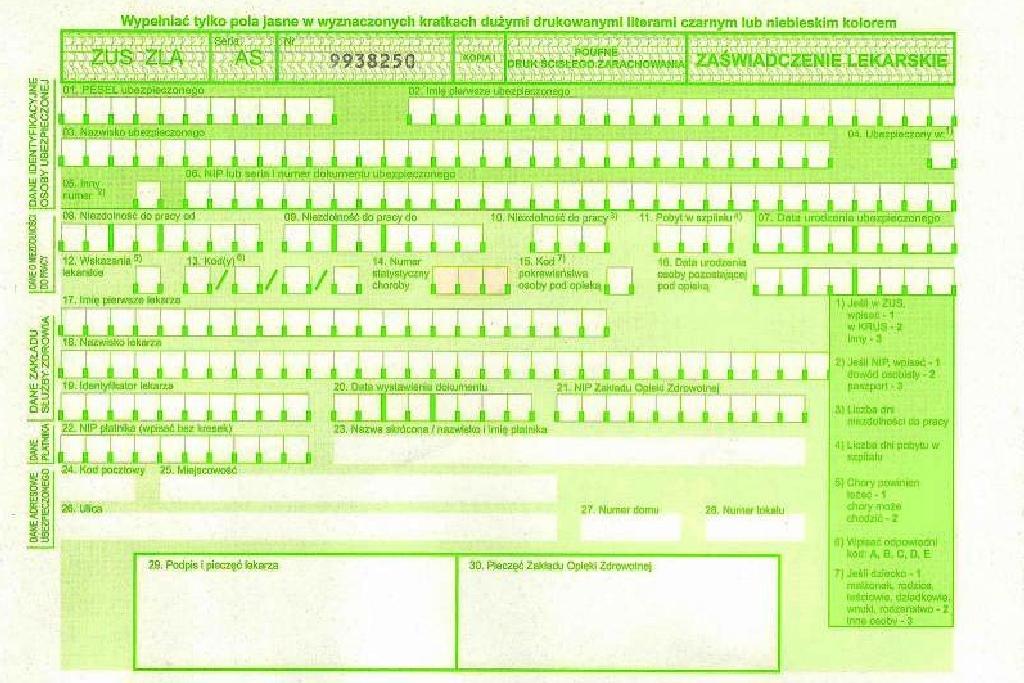 Wypełniać tylko pola jasne w wyznaczonych kratkach dużymi drukowanymi literami czarnym lub niebieskim kolorem
ZUS ZLA
Seria
AS
Nr
9938250
KOPIA I
POUFNE
DRUK ŚCISŁEGO ZARACHOWANIA
ZAŚWIADCZENIE LEKARSKIE
DANE IDENTYFIKACYJNE
OSOBY UBEZPIECZONEJ
01. PESEL ubezpieczonego
02. Imię pierwsze ubezpieczonego
03. Nazwisko ubezpieczonego
04. Ubezpieczony w: 1)
05. Inny
numer 2)
06. NIP lub seria i numer dokumentu ubezpieczonego
DANE O NIEZDOLNOŚCI
DO PRACY
08. Niezdolność do pracy od
09. Niezdolność do pracy do
10. Niezdolność do pracy 3)
11. Pobyt w szpitalu 4)
07. Data urodzenia ubezpieczonego
12. Wskazania 5)
lekarskie
13. Kod(y) 6)
/ / /
14. Numer
statystyczny
choroby
15. Kod 7)
pokrewieństwa
osoby pod opieką
16. Data urodzenia
osoby pozostającej
pod opieką
DANE ZAKŁADU
SŁUŻBY ZDROWIA
17. Imię pierwsze lekarza
18. Nazwisko lekarza
19. Identyfikator lekarza
20. Data wystawienia dokumentu
21. NIP Zakładu Opieki Zdrowotnej
DANE
PŁATNIKA
22. NIP płatnika (wpisać bez kresek)
23. Nazwa skrócona / nazwisko i imię płatnika
DANE ADRESOWE
UBEZPIECZONEGO
24. Kod pocztowy
25. Miejscowość
26. Ulica
27. Numer domu
28. Numer lokalu
29. Podpis i pieczęć lekarza
30. Pieczęć Zakładu Opieki Zdrowotnej
1) Jeśli w ZUS,
wpisać - 1
w KRUS - 2
inny - 3
2) Jeśli NIP, wpisać - 1
dowód osobisty - 2
paszport - 3
3) Liczba dni
niezdolności do pracy
4) Liczba dni pobytu w
szpitalu
5) Chory powinien
leżeć - 1
chory może
chodzić - 2
6) Wpisać odpowiedni
kod: A, B, C, D, E
7) Jeśli dziecko - 1
małżonek, rodzice,
teściowie, dziadkowie,
wnuki, rodzeństwo - 2
inne osoby - 3